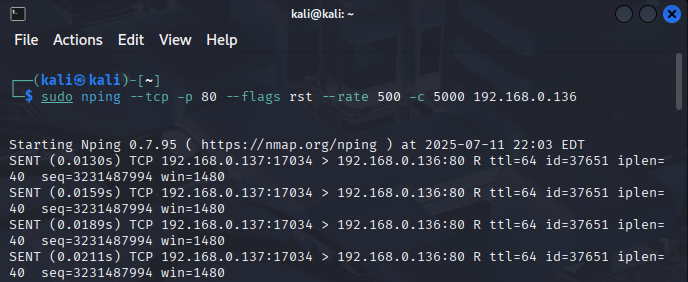 kali@kali: ~
File Actions Edit View Help
┌──(kali㉿kali)-[~]
└─$ sudo nping --tcp -p 80 --flags rst --rate 500 -c 5000 192.168.0.136
Starting Nping 0.7.95 ( https://nmap.org/nping ) at 2025-07-11 22:03 EDT
SENT (0.0130s) TCP 192.168.0.137:17034 > 192.168.0.136:80 R ttl=64 id=37651 iplen=
40  seq=3231487994 win=1480
SENT (0.0159s) TCP 192.168.0.137:17034 > 192.168.0.136:80 R ttl=64 id=37651 iplen=
40  seq=3231487994 win=1480
SENT (0.0189s) TCP 192.168.0.137:17034 > 192.168.0.136:80 R ttl=64 id=37651 iplen=
40  seq=3231487994 win=1480
SENT (0.0211s) TCP 192.168.0.137:17034 > 192.168.0.136:80 R ttl=64 id=37651 iplen=
40  seq=3231487994 win=1480